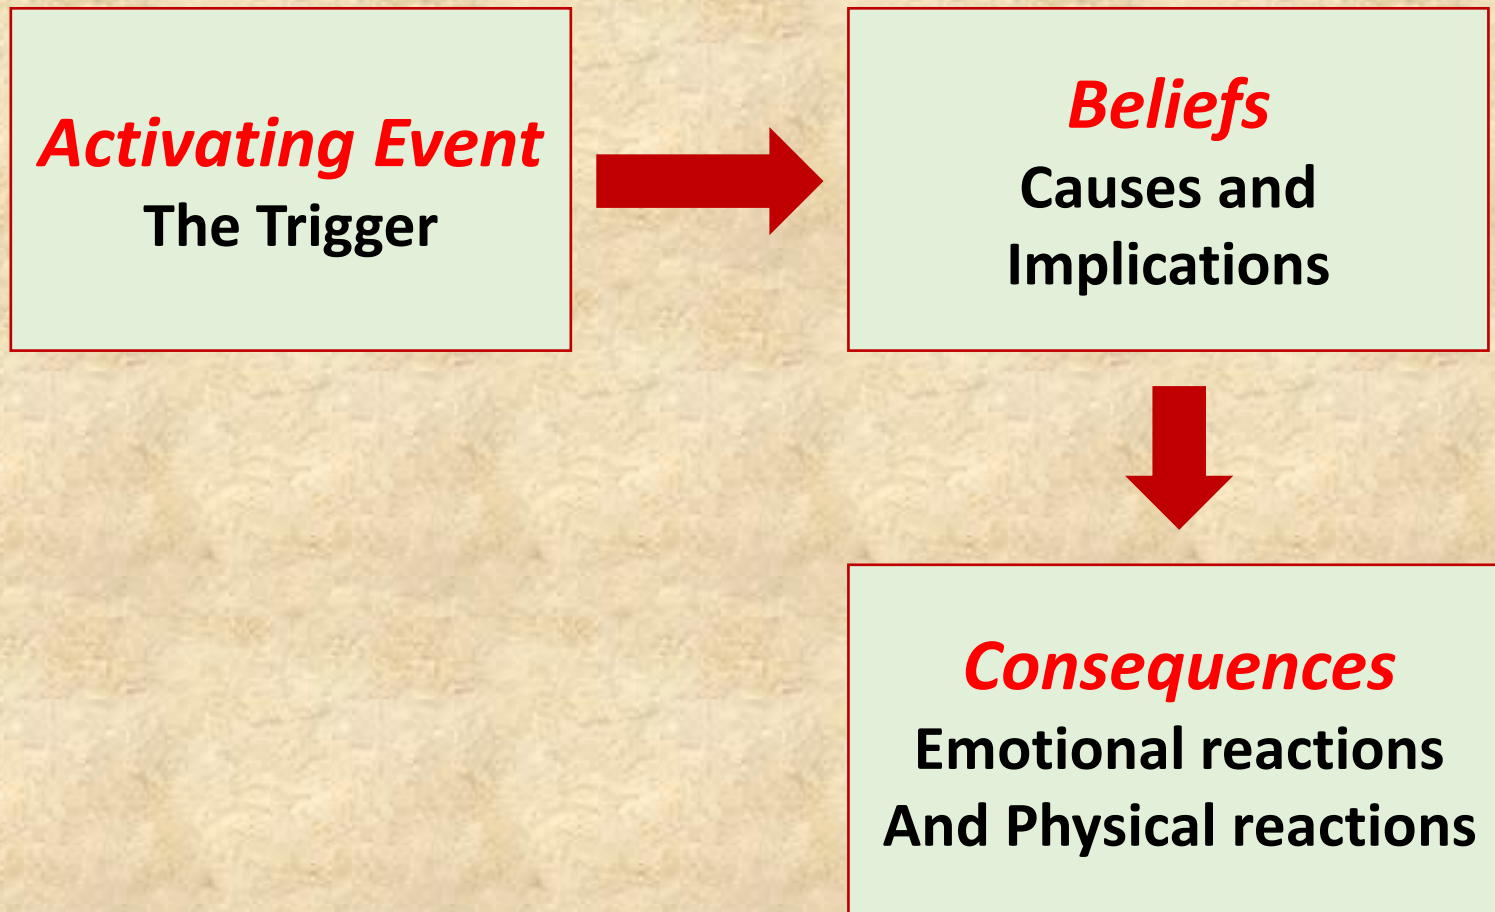 Activating Event
The Trigger
Beliefs
Causes and
Implications
Consequences
Emotional reactions
And Physical reactions